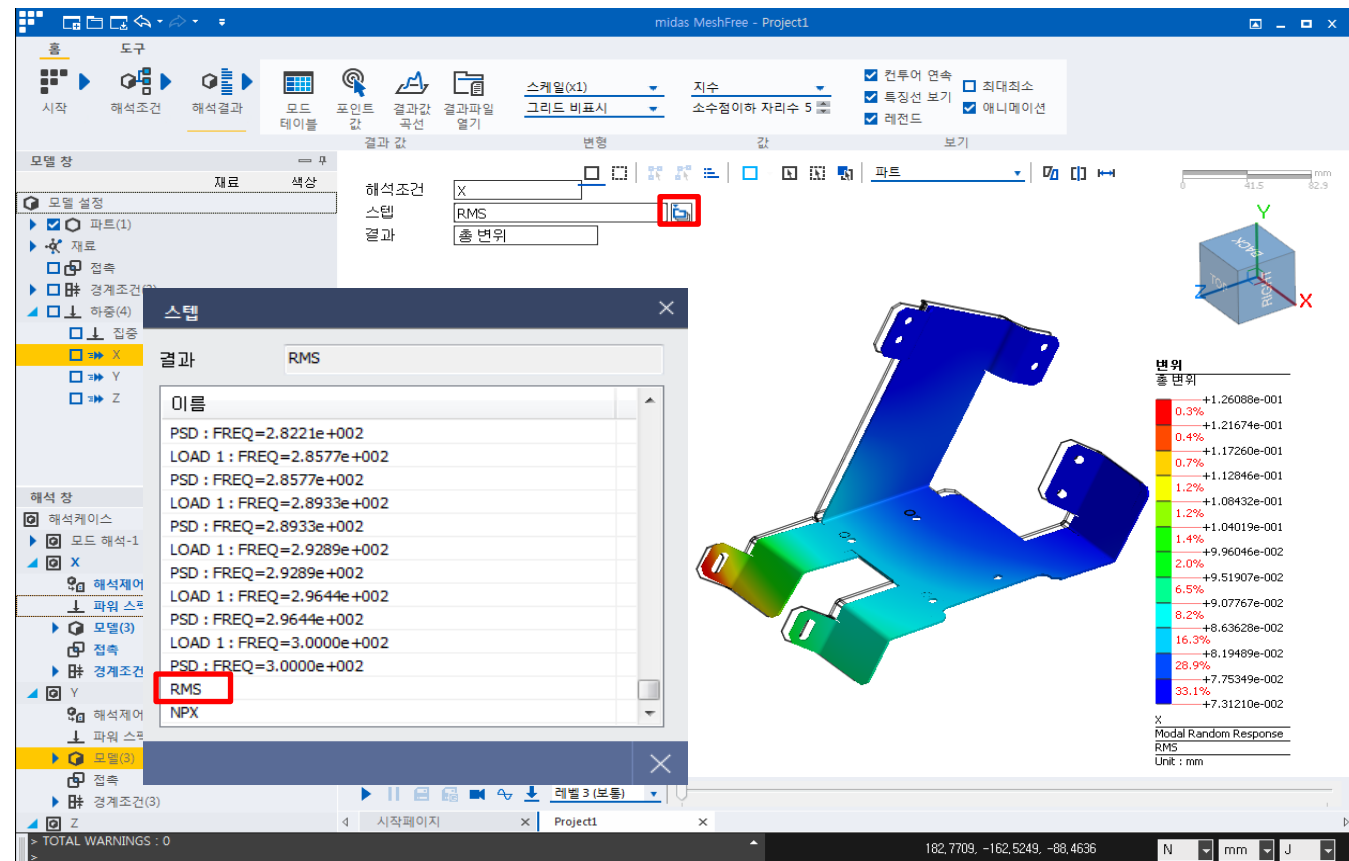 midas MeshFree - Project1
홈 도구
시작 해석조건 해석결과 모드 테이블 포인트 값 결과값 곡선 결과파일 열기
스케일(x1) 지수
그리드 비표시 소수점이하 자리수 5
컨투어 연속
특징선 보기 최대최소
레전드 애니메이션
결과 값 변형 값 보기
모델 창
재료 색상
모델 설정
파트(1)
재료
접촉
경계조건
하중(4)
집중
X
Y
Z
해석조건 X
스텝 RMS
결과 총 변위
파트
mm
0 41.5 82.9
Y
BACK
TOP
RIGHT
Z
X
스텝
결과 RMS
이름
PSD : FREQ=2.8221e+002
LOAD 1 : FREQ=2.8577e+002
PSD : FREQ=2.8577e+002
LOAD 1 : FREQ=2.8933e+002
PSD : FREQ=2.8933e+002
LOAD 1 : FREQ=2.9289e+002
PSD : FREQ=2.9289e+002
LOAD 1 : FREQ=2.9644e+002
PSD : FREQ=2.9644e+002
LOAD 1 : FREQ=3.0000e+002
PSD : FREQ=3.0000e+002
RMS
NPX
변위
총 변위
+1.26088e-001
0.3%
+1.21674e-001
0.4%
+1.17260e-001
0.7%
+1.12846e-001
1.2%
+1.08432e-001
1.2%
+1.04019e-001
1.4%
+9.96046e-002
2.0%
+9.51907e-002
6.5%
+9.07767e-002
8.2%
+8.63628e-002
16.3%
+8.19489e-002
28.9%
+7.75349e-002
33.1%
+7.31210e-002
X
Modal Random Response
RMS
Unit : mm
해석 창
해석케이스
모드 해석-1
X
해석제어
파워 스펙
모델(3)
접촉
경계조건
Y
해석제어
파워 스펙
모델(3)
접촉
경계조건(3)
Z
레벨 3 (보통)
시작페이지 Project1
> TOTAL WARNINGS : 0
>
182,7709, -162,5249, -88,4636
N mm J